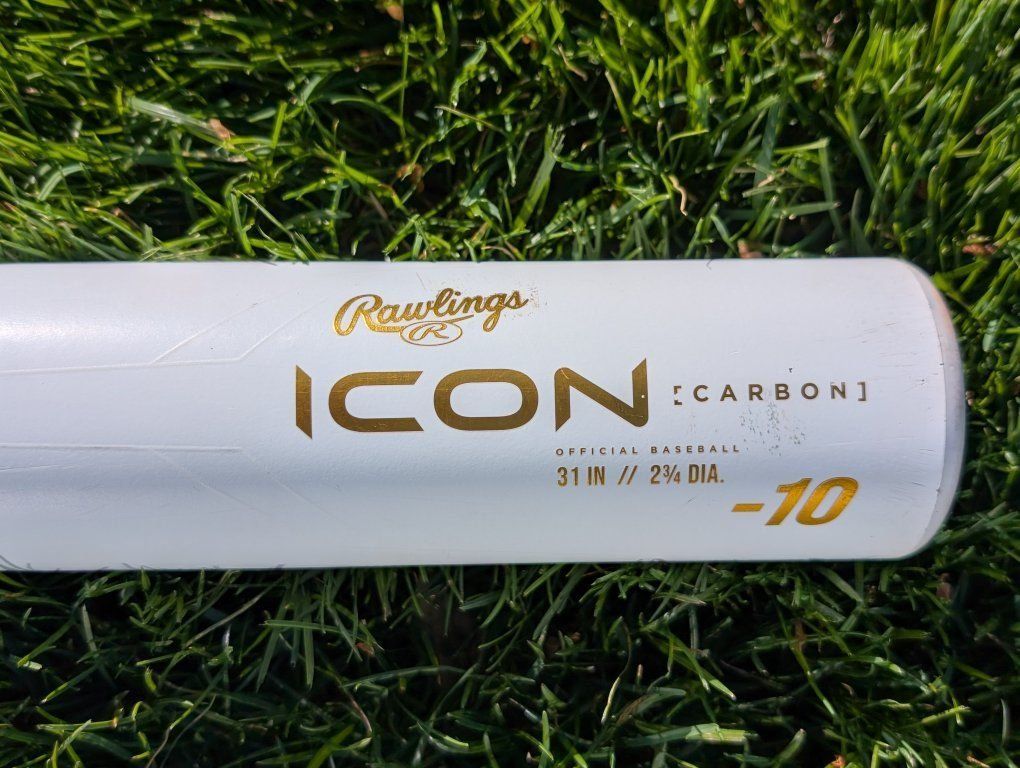 Rawlings
R
ICON [CARBON]
OFFICIAL BASEBALL
31 IN // 2¾ DIA.
-10